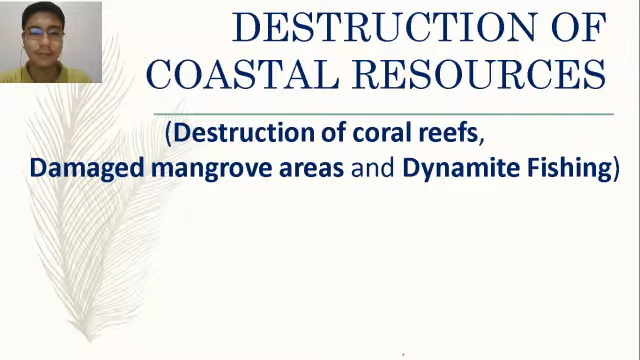 DESTRUCTION OF
COASTAL RESOURCES
(Destruction of coral reefs,
Damaged mangrove areas and Dynamite Fishing)